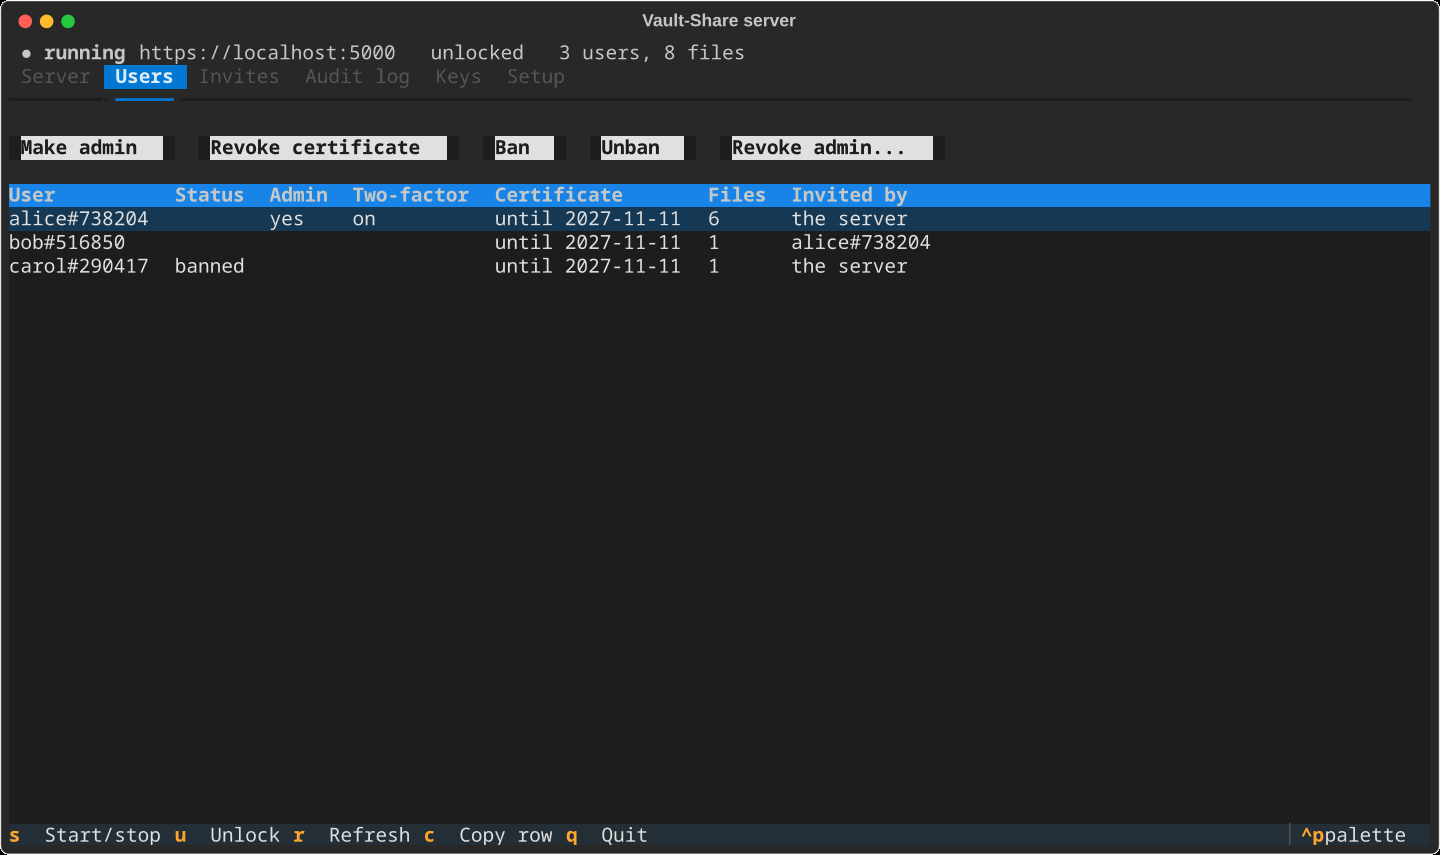 Vault-Share server
● running https://localhost:5000 unlocked 3 users, 8 files
Server Users Invites Audit log Keys Setup
Make admin Revoke certificate Ban Unban Revoke admin...
User Status Admin Two-factor Certificate Files Invited by
alice#738204 yes on until 2027-11-11 6 the server
bob#516850 until 2027-11-11 1 alice#738204
carol#290417 banned until 2027-11-11 1 the server
s Start/stop u Unlock r Refresh c Copy row q Quit ^ppalette